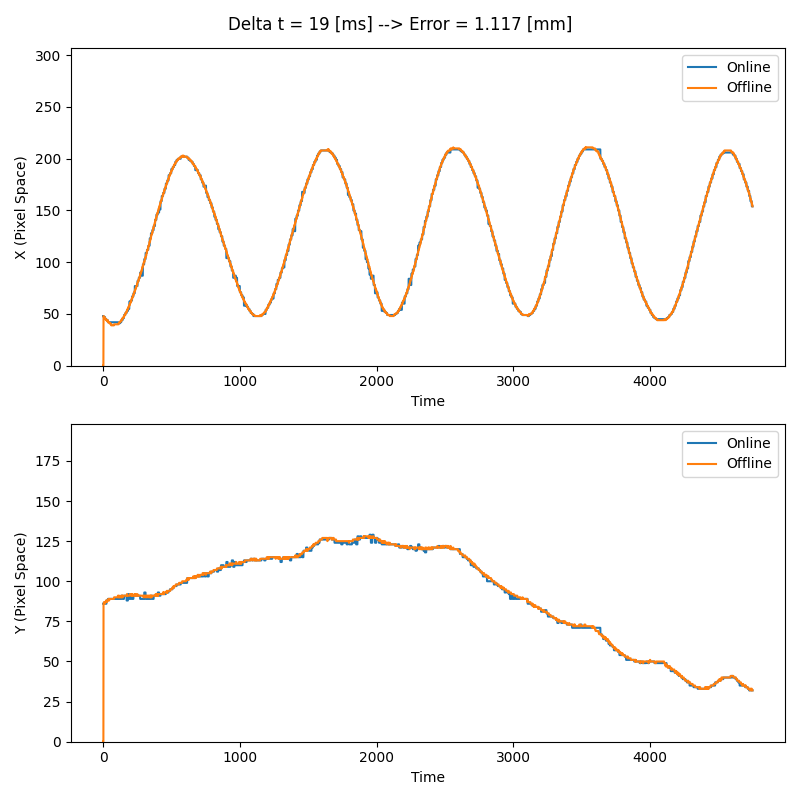 Delta t = 19 [ms] --> Error = 1.117 [mm]
300
250
200
150
100
50
0
X (Pixel Space)
Online
Offline
0 1000 2000 3000 4000
Time
175
150
125
100
75
50
25
0
Y (Pixel Space)
Online
Offline
0 1000 2000 3000 4000
Time